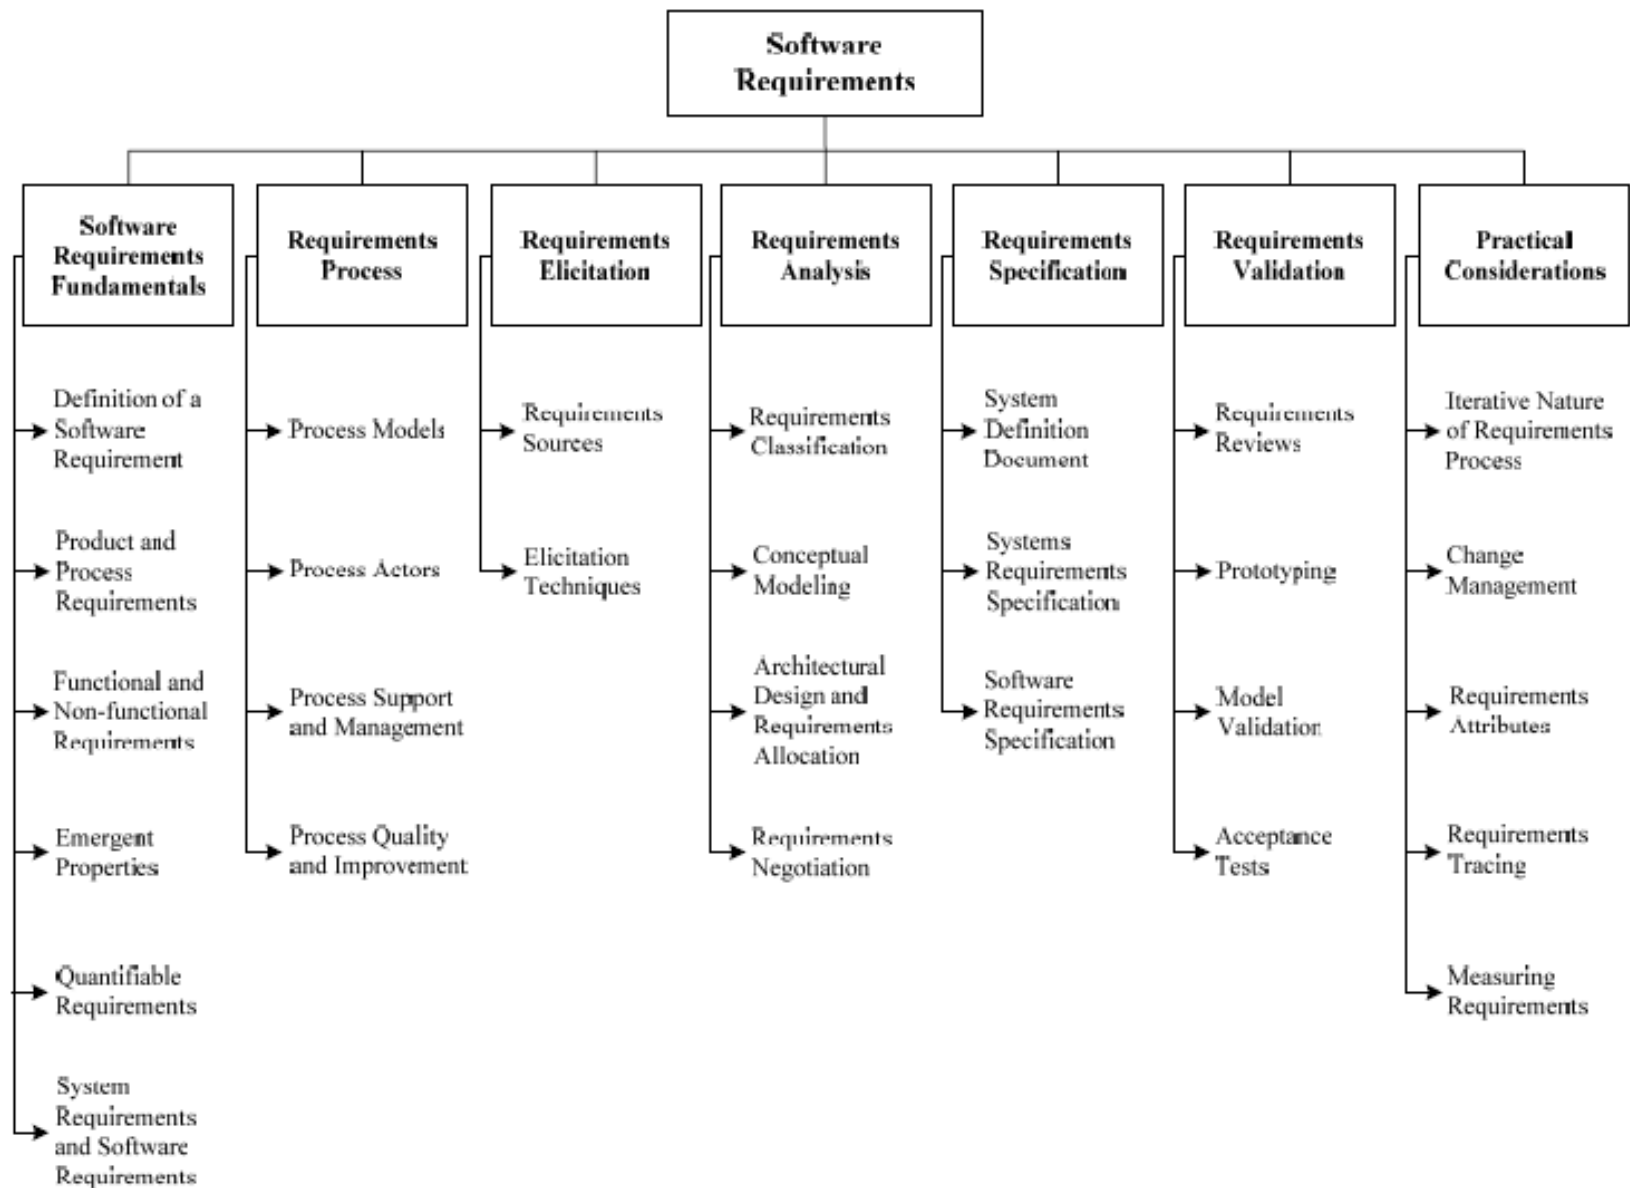 Software
Requirements
Software
Requirements
Fundamentals
Requirements
Process
Requirements
Elicitation
Requirements
Analysis
Requirements
Specification
Requirements
Validation
Practical
Considerations
Definition of a
Software
Requirement
Product and
Process
Requirements
Functional and
Non-functional
Requirements
Emergent
Properties
Quantifiable
Requirements
System
Requirements
and Software
Requirements
Process Models
Process Actors
Process Support
and Management
Process Quality
and Improvement
Requirements
Sources
Elicitation
Techniques
Requirements
Classification
Conceptual
Modeling
Architectural
Design and
Requirements
Allocation
Requirements
Negotiation
System
Definition
Document
Systems
Requirements
Specification
Software
Requirements
Specification
Requirements
Reviews
Prototyping
Model
Validation
Acceptance
Tests
Iterative Nature
of Requirements
Process
Change
Management
Requirements
Attributes
Requirements
Tracing
Measuring
Requirements